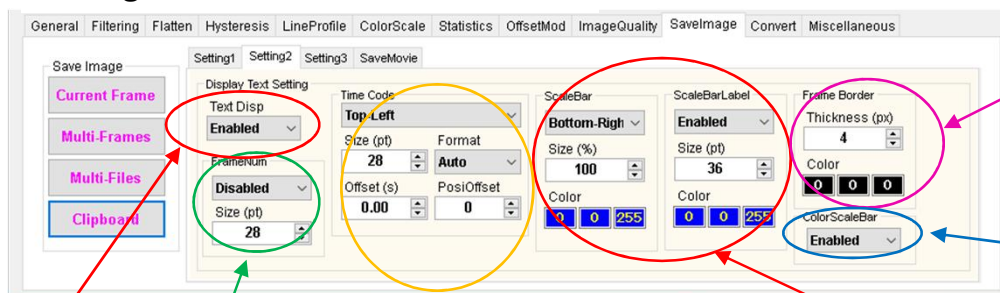 General Filtering Flatten Hysteresis LineProfile ColorScale Statistics OffsetMod ImageQuality SaveImage Convert Miscellaneous
Save Image
Current Frame
Multi-Frames
Multi-Files
Clipboard
Setting1 Setting2 Setting3 SaveMovie
Display Text Setting
Text Disp
Enabled
FrameNum
Disabled
Size (pt)
28
Time Code
Top-Left
Size (pt) Format
28 Auto
Offset (s) PosiOffset
0.00 0
ScaleBar
Bottom-Righ
Size (%)
100
Color
0 0 255
ScaleBarLabel
Enabled
Size (pt)
36
Color
0 0 255
Frame Border
Thickness (px)
4
Color
0 0 0
ColorScaleBar
Enabled